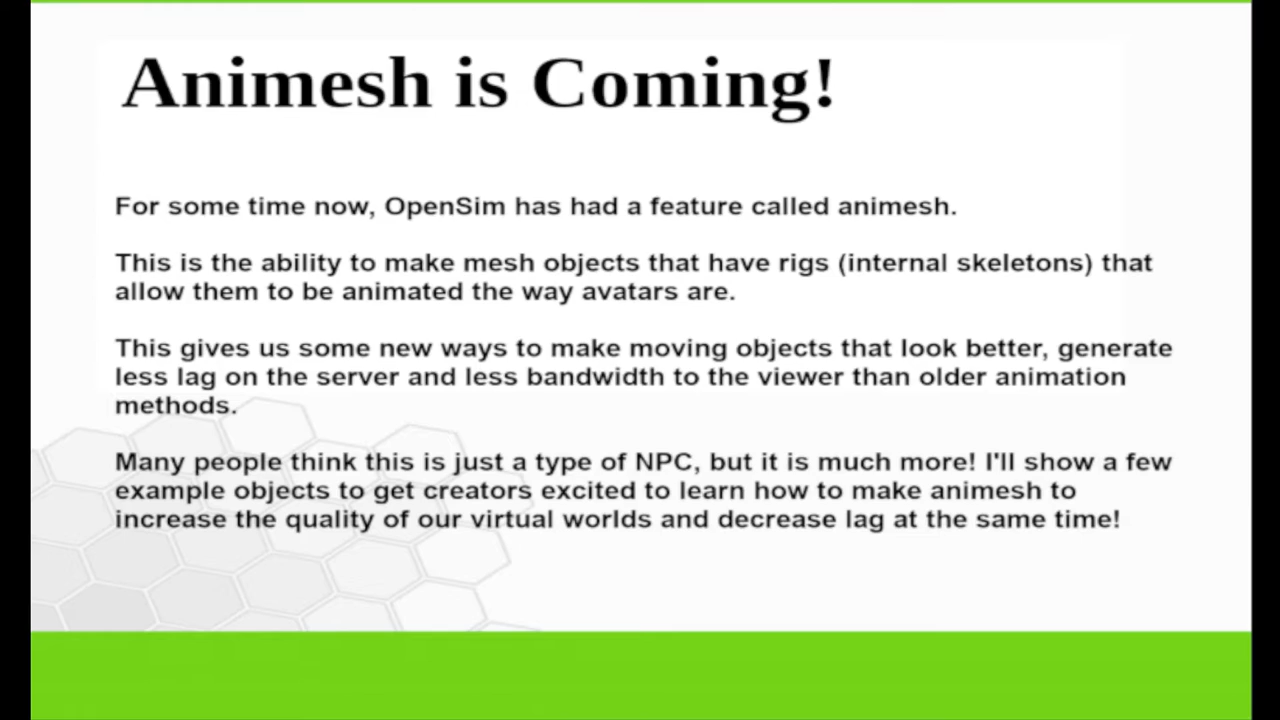 Animesh is Coming!
For some time now, OpenSim has had a feature called animesh.
This is the ability to make mesh objects that have rigs (internal skeletons) that
allow them to be animated the way avatars are.
This gives us some new ways to make moving objects that look better, generate
less lag on the server and less bandwidth to the viewer than older animation
methods.
Many people think this is just a type of NPC, but it is much more! I'll show a few
example objects to get creators excited to learn how to make animesh to
increase the quality of our virtual worlds and decrease lag at the same time!